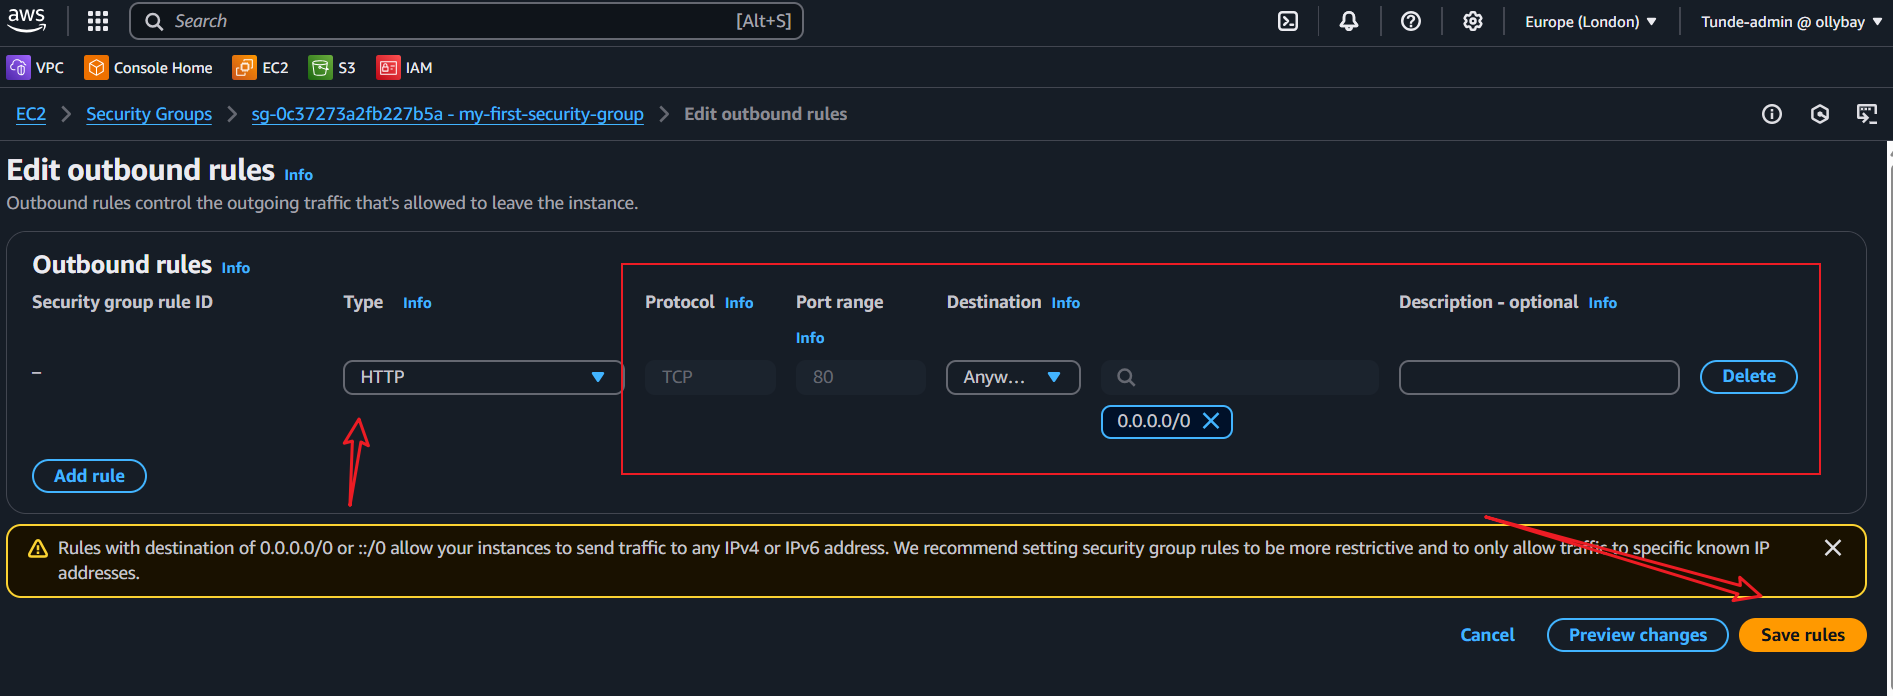 aws
Search [Alt+S] Europe (London) Tunde-admin @ ollybay
VPC Console Home EC2 S3 IAM
EC2 Security Groups sg-0c37273a2fb227b5a - my-first-security-group Edit outbound rules
Edit outbound rules Info
Outbound rules control the outgoing traffic that's allowed to leave the instance.
Outbound rules Info
Security group rule ID Type Info Protocol Info Port range Destination Info Description - optional Info
Info
– HTTP TCP 80 Anyw... Delete
0.0.0.0/0
Add rule
Rules with destination of 0.0.0.0/0 or ::/0 allow your instances to send traffic to any IPv4 or IPv6 address. We recommend setting security group rules to be more restrictive and to only allow traffic to specific known IP
addresses.
Cancel Preview changes Save rules